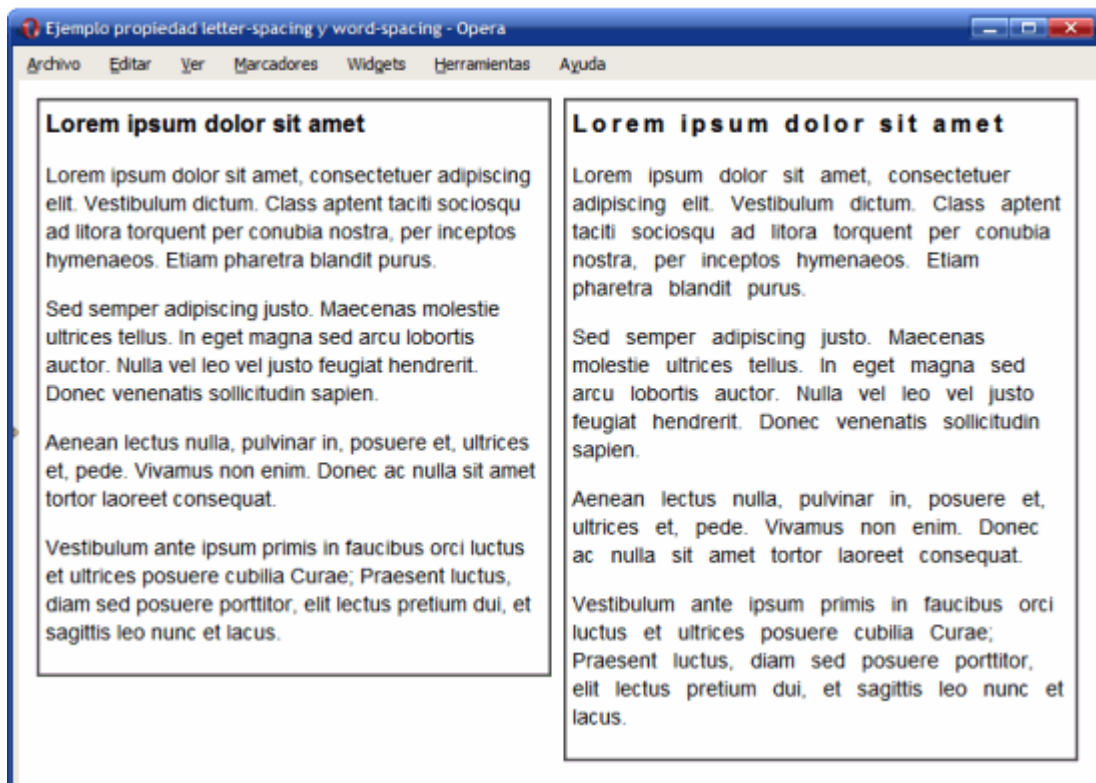 Ejemplo propiedad letter-spacing y word-spacing - Opera
Archivo Editar Ver Marcadores Widgets Herramientas Ayuda
Lorem ipsum dolor sit amet
Lorem ipsum dolor sit amet, consectetuer adipiscing
elit. Vestibulum dictum. Class aptent taciti sociosqu
ad litora torquent per conubia nostra, per inceptos
hymenaeos. Etiam pharetra blandit purus.
Sed semper adipiscing justo. Maecenas molestie
ultrices tellus. In eget magna sed arcu lobortis
auctor. Nulla vel leo vel justo feugiat hendrerit.
Donec venenatis sollicitudin sapien.
Aenean lectus nulla, pulvinar in, posuere et, ultrices
et, pede. Vivamus non enim. Donec ac nulla sit amet
tortor laoreet consequat.
Vestibulum ante ipsum primis in faucibus orci luctus
et ultrices posuere cubilia Curae; Praesent luctus,
diam sed posuere porttitor, elit lectus pretium dui, et
sagittis leo nunc et lacus.
Lorem ipsum dolor sit amet
Lorem ipsum dolor sit amet, consectetuer
adipiscing elit. Vestibulum dictum. Class aptent
taciti sociosqu ad litora torquent per conubia
nostra, per inceptos hymenaeos. Etiam
pharetra blandit purus.
Sed semper adipiscing justo. Maecenas
molestie ultrices tellus. In eget magna sed
arcu lobortis auctor. Nulla vel leo vel justo
feugiat hendrerit. Donec venenatis sollicitudin
sapien.
Aenean lectus nulla, pulvinar in, posuere et,
ultrices et, pede. Vivamus non enim. Donec
ac nulla sit amet tortor laoreet consequat.
Vestibulum ante ipsum primis in faucibus orci
luctus et ultrices posuere cubilia Curae;
Praesent luctus, diam sed posuere porttitor,
elit lectus pretium dui, et sagittis leo nunc et
lacus.